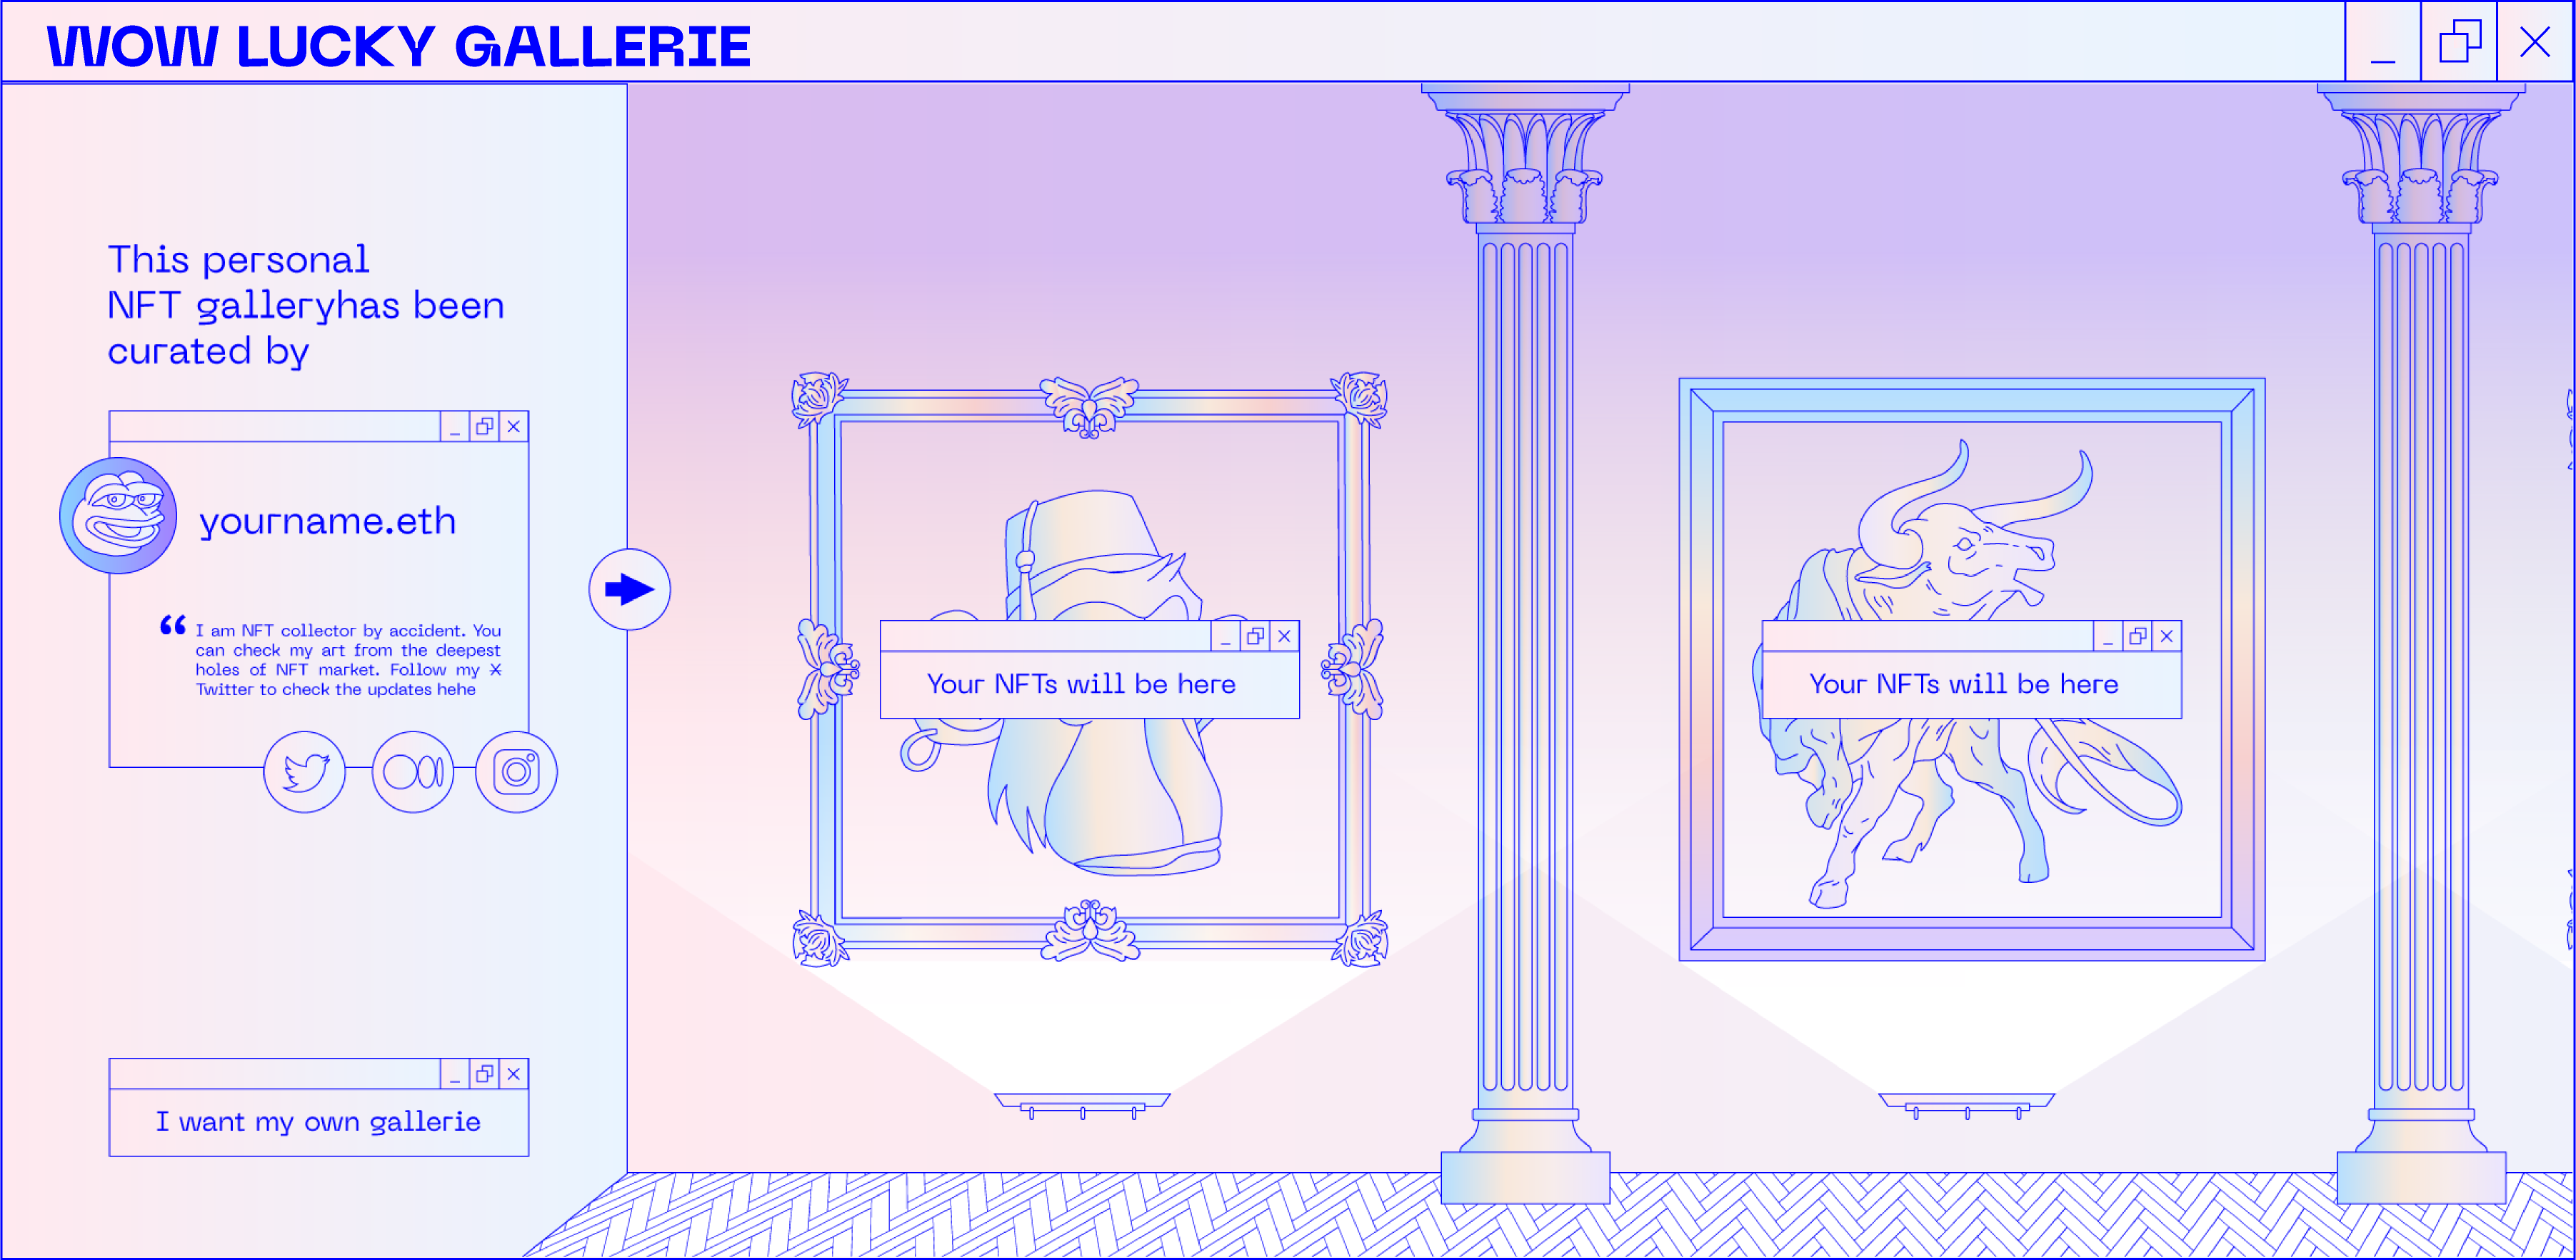 WOW LUCKY GALLERIE
This personal
NFT galleryhas been
curated by
yourname.eth
“ I am NFT collector by accident. You
can check my art from the deepest
holes of NFT market. Follow my X
Twitter to check the updates hehe
I want my own gallerie
Your NFTs will be here
Your NFTs will be here